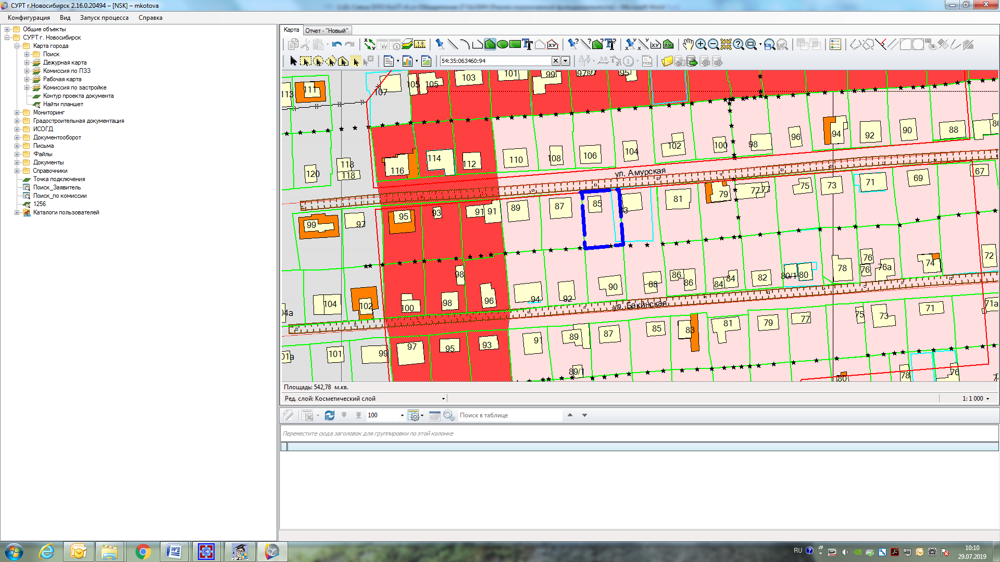 СУРТ г.Новосибирск 2.16.0.20494 – [NSK] – mkotova
Конфигурация Вид Запуск процесса Справка
Общие объекты
СУРТ г. Новосибирск
Карта города
Поиск
Дежурная карта
Комиссия по ПЗЗ
Рабочая карта
Комиссия по застройке
Контур проекта документа
Найти планшет
Мониторинг
Градостроительная документация
ИСОГД
Документооборот
Письма
Файлы
Документы
Справочники
Точка подключения
Поиск_Заявитель
Поиск_по комиссии
1256
Каталоги пользователей
Карта Отчет - "Новый"
54:35:063460:94
107 105 105 103 101 99 97 95
113 111
94 92 90 88
110 108 106 104 102 100 98 96
116 114 112
120 118 118
ул. Амурская
99 97 95 93 91 91 89 87 85 83 81 79 77 77 75 73 71 69 67
98 90 88 86 86 84 84 82 80/1 80 78 76 76 76а 74 72
104 102 100 98 96 94 92
ул. Бакинская
101 99 97 95 93 91 89 87 85 83 81 79 77 75 73 71 71а
89/1 80 78 76
Площадь: 542,78 м.кв.
Ред. слой: Косметический слой 1: 1 000
100 Поиск в таблице
Переместите сюда заголовок для группировки по этой колонке
RU 10:10
29.07.2019